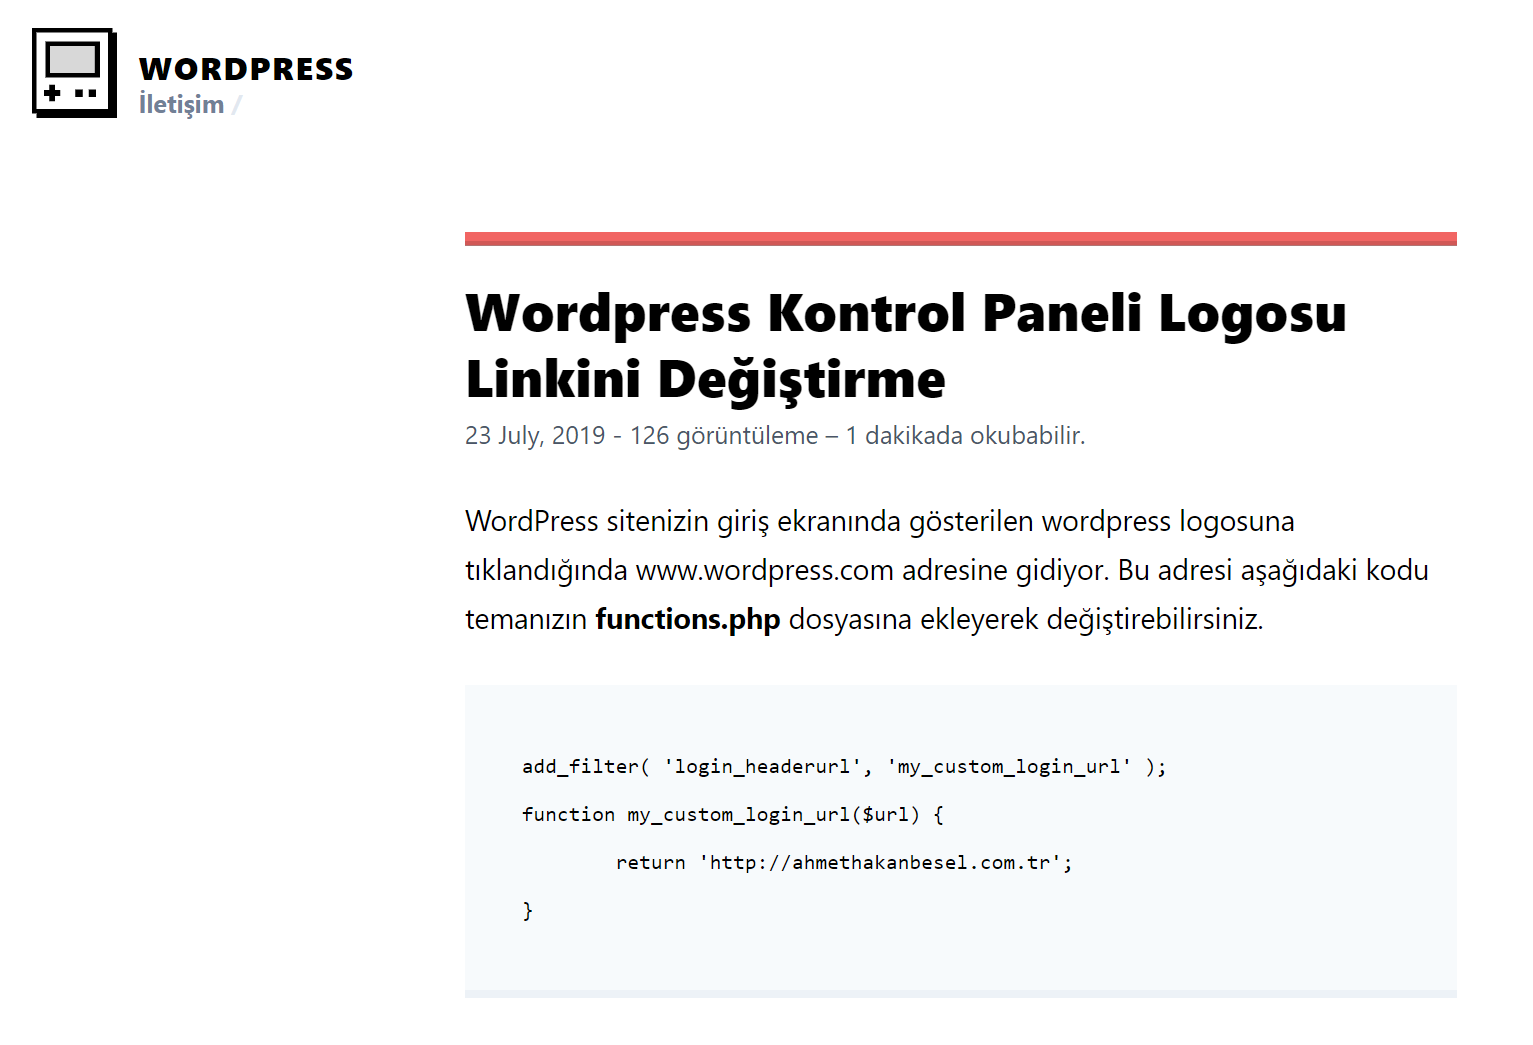 WORDPRESS
İletişim /
Wordpress Kontrol Paneli Logosu
Linkini Değiştirme
23 July, 2019 - 126 görüntüleme – 1 dakikada okubabilir.
WordPress sitenizin giriş ekranında gösterilen wordpress logosuna
tıklandığında www.wordpress.com adresine gidiyor. Bu adresi aşağıdaki kodu
temanızın functions.php dosyasına ekleyerek değiştirebilirsiniz.
add_filter( 'login_headerurl', 'my_custom_login_url' );
function my_custom_login_url($url) {
        return 'http://ahmethakanbesel.com.tr';
}